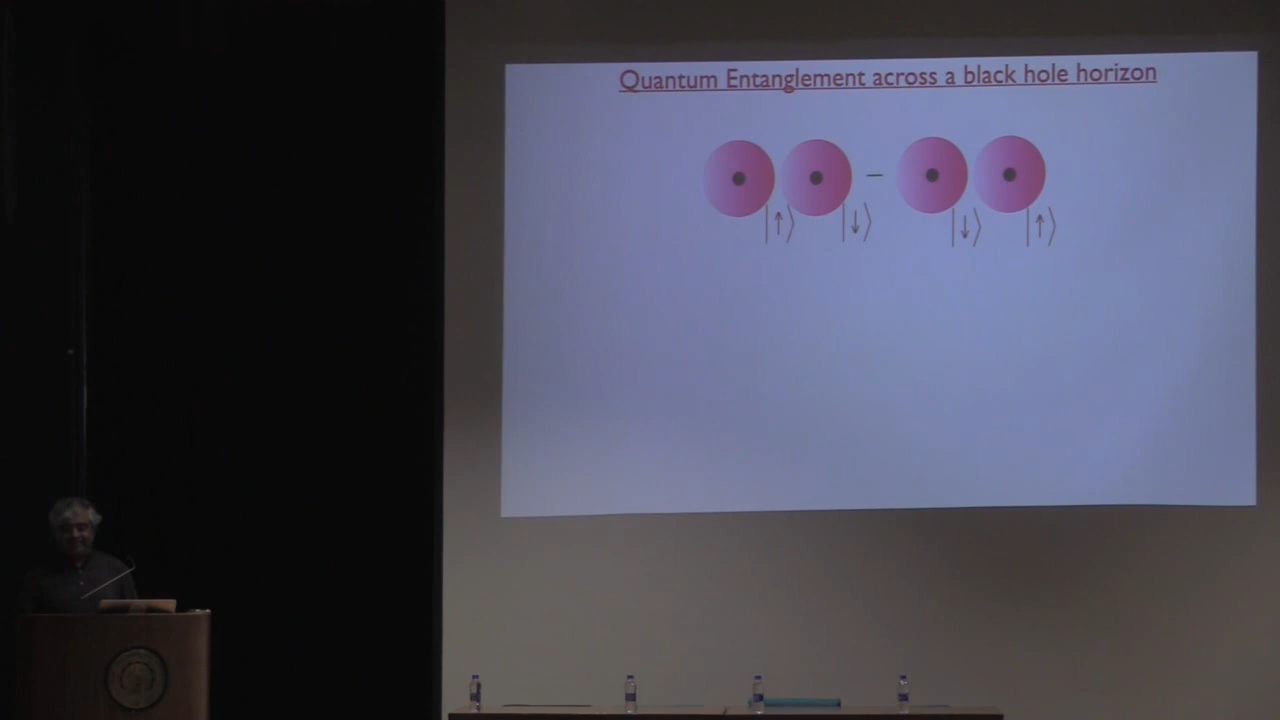 Quantum Entanglement across a black hole horizon
|↑⟩ |↓⟩ − |↓⟩ |↑⟩